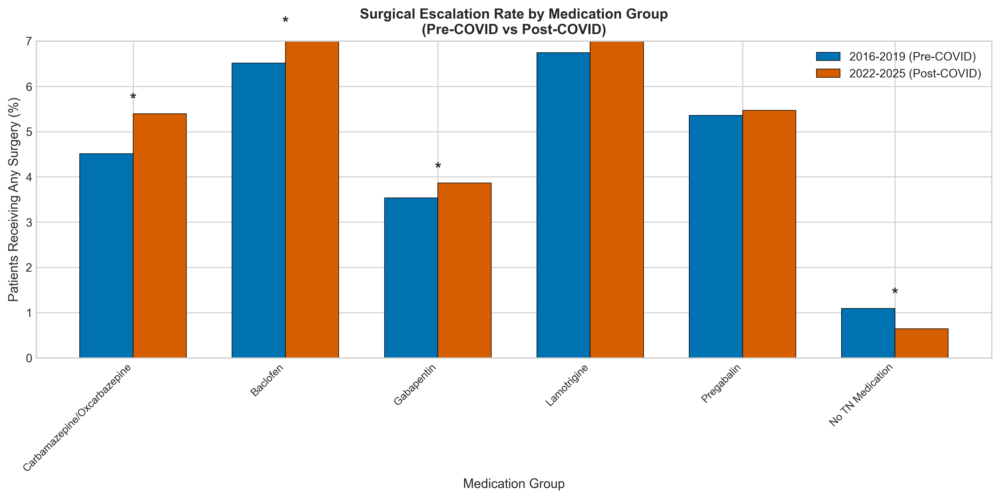 *
Surgical Escalation Rate by Medication Group
(Pre-COVID vs Post-COVID)
2016-2019 (Pre-COVID)
2022-2025 (Post-COVID)
Patients Receiving Any Surgery (%)
7
6
5
4
3
2
1
0
*
*
*
Carbamazepine/Oxcarbazepine
Baclofen
Gabapentin
Lamotrigine
Pregabalin
No TN Medication
Medication Group